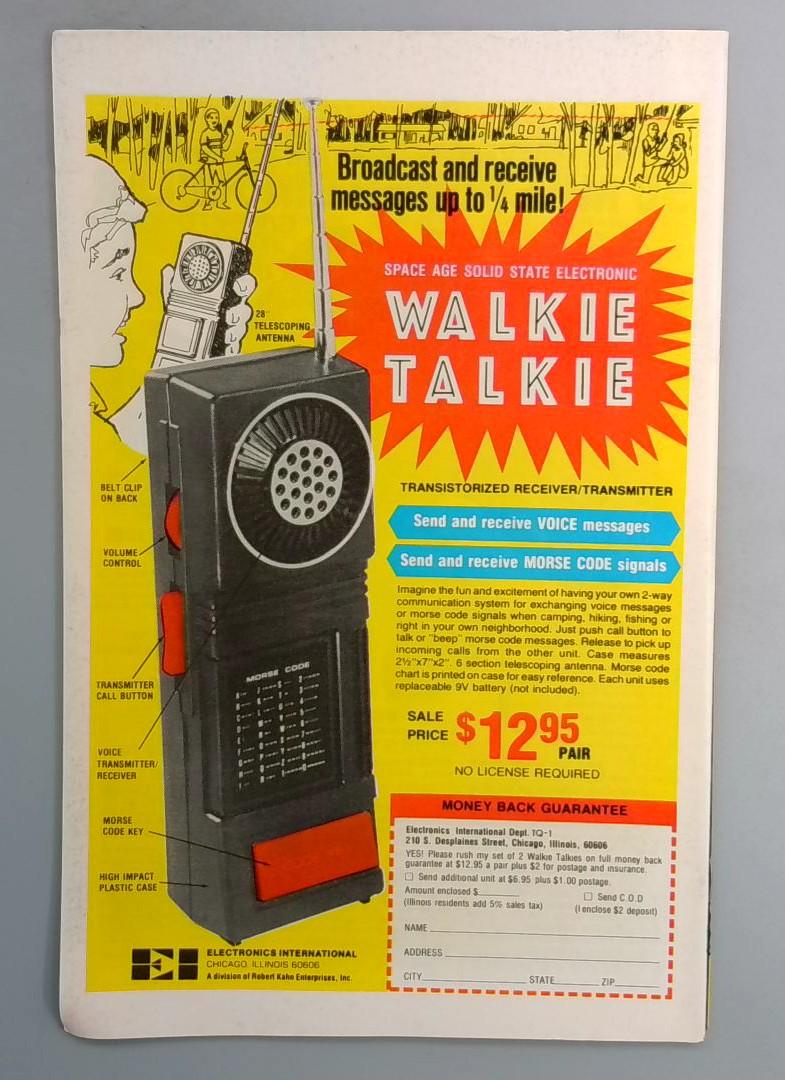 Broadcast and receive
messages up to 1/4 mile!
SPACE AGE SOLID STATE ELECTRONIC
WALKIE
TALKIE
28"
TELESCOPING
ANTENNA
BELT CLIP
ON BACK
VOLUME
CONTROL
TRANSMITTER
CALL BUTTON
VOICE
TRANSMITTER/
RECEIVER
MORSE
CODE KEY
HIGH IMPACT
PLASTIC CASE
MORSE CODE
TRANSISTORIZED RECEIVER/TRANSMITTER
Send and receive VOICE messages
Send and receive MORSE CODE signals
Imagine the fun and excitement of having your own 2-way
communication system for exchanging voice messages
or morse code signals when camping, hiking, fishing or
right in your own neighborhood. Just push call button to
talk or "beep" morse code messages. Release to pick up
incoming calls from the other unit. Case measures
2½"x7"x2". 6 section telescoping antenna. Morse code
chart is printed on case for easy reference. Each unit uses
replaceable 9V battery (not included).
SALE
PRICE $1295
PAIR
NO LICENSE REQUIRED
MONEY BACK GUARANTEE
Electronics International Dept. TQ-1
210 S. Desplaines Street, Chicago, Illinois, 60606
YES! Please rush my set of 2 Walkie Talkies on full money back
guarantee at $12.95 a pair plus $2 for postage and insurance.
☐ Send additional unit at $6.95 plus $1.00 postage.
Amount enclosed $ ☐ Send C.O.D
(Illinois residents add 5% sales tax) (I enclose $2 deposit)
NAME
ADDRESS
CITY STATE ZIP
EI ELECTRONICS INTERNATIONAL
CHICAGO, ILLINOIS 60606
A division of Robert Kahn Enterprises, Inc.